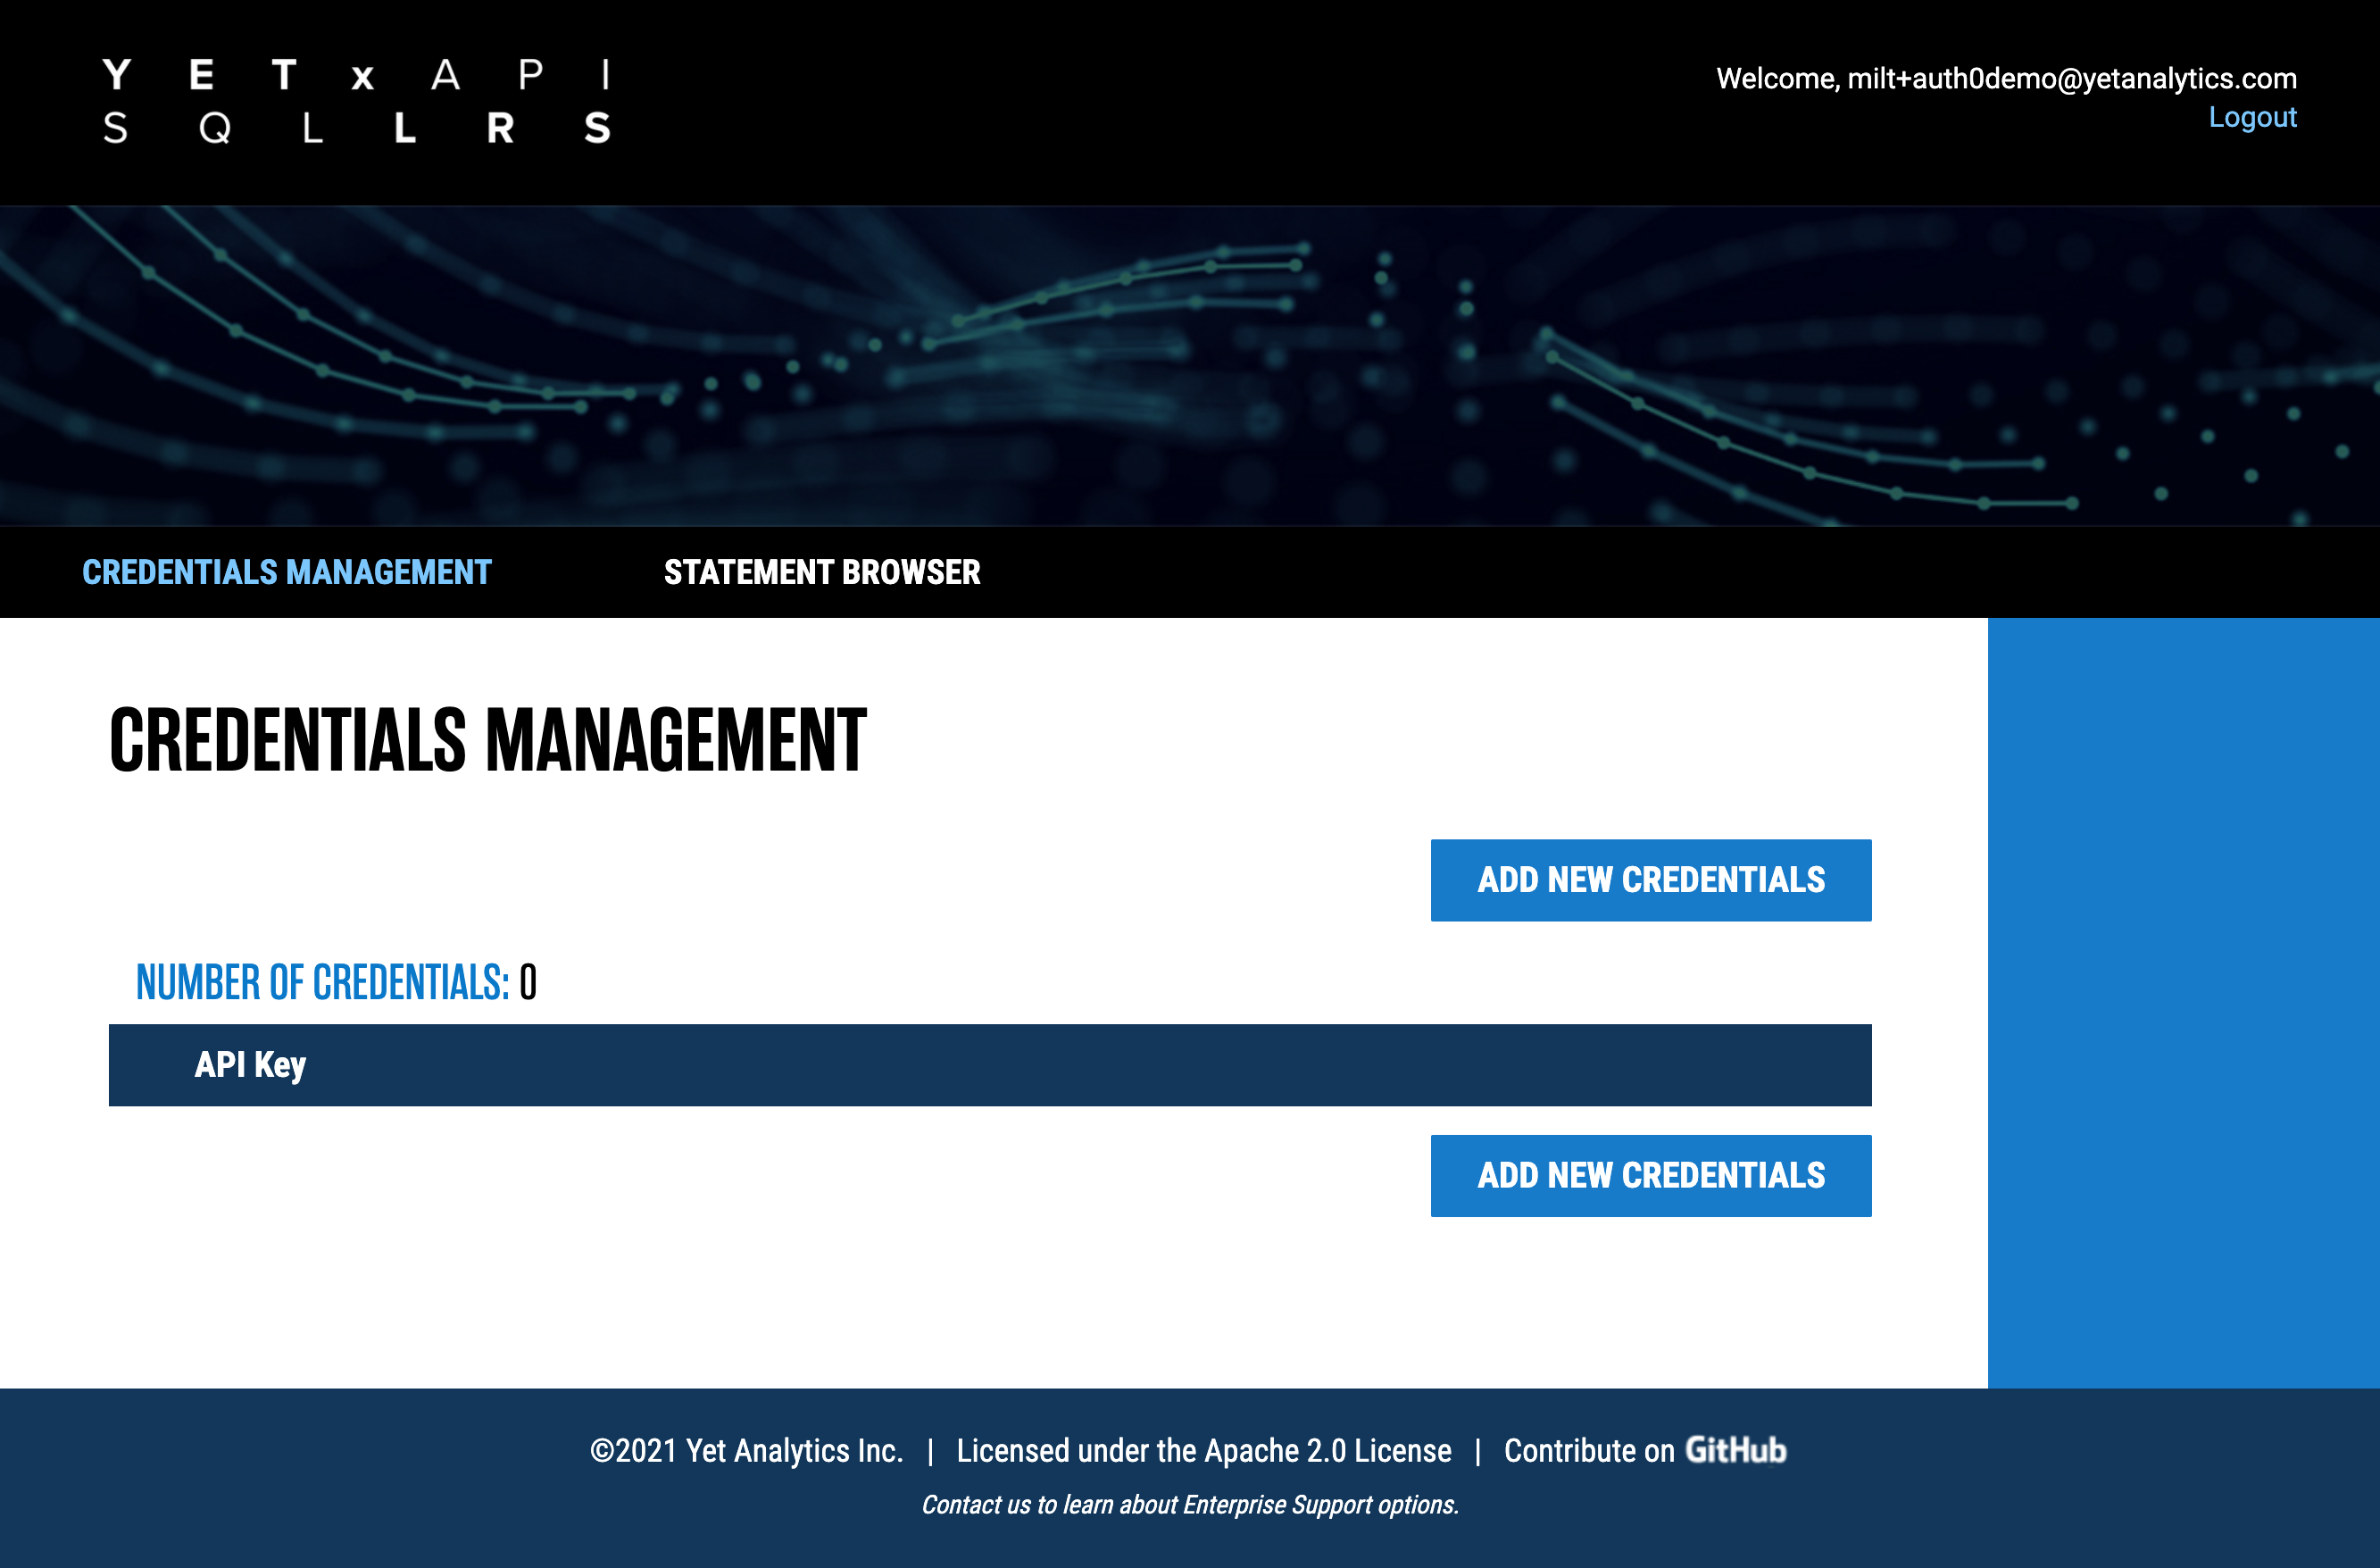 YETxAPI
SQLLRS
Welcome, milt+auth0demo@yetanalytics.com
Logout
CREDENTIALS MANAGEMENT
STATEMENT BROWSER
CREDENTIALS MANAGEMENT
ADD NEW CREDENTIALS
NUMBER OF CREDENTIALS: 0
API Key
ADD NEW CREDENTIALS
©2021 Yet Analytics Inc. | Licensed under the Apache 2.0 License | Contribute on GitHub
Contact us to learn about Enterprise Support options.